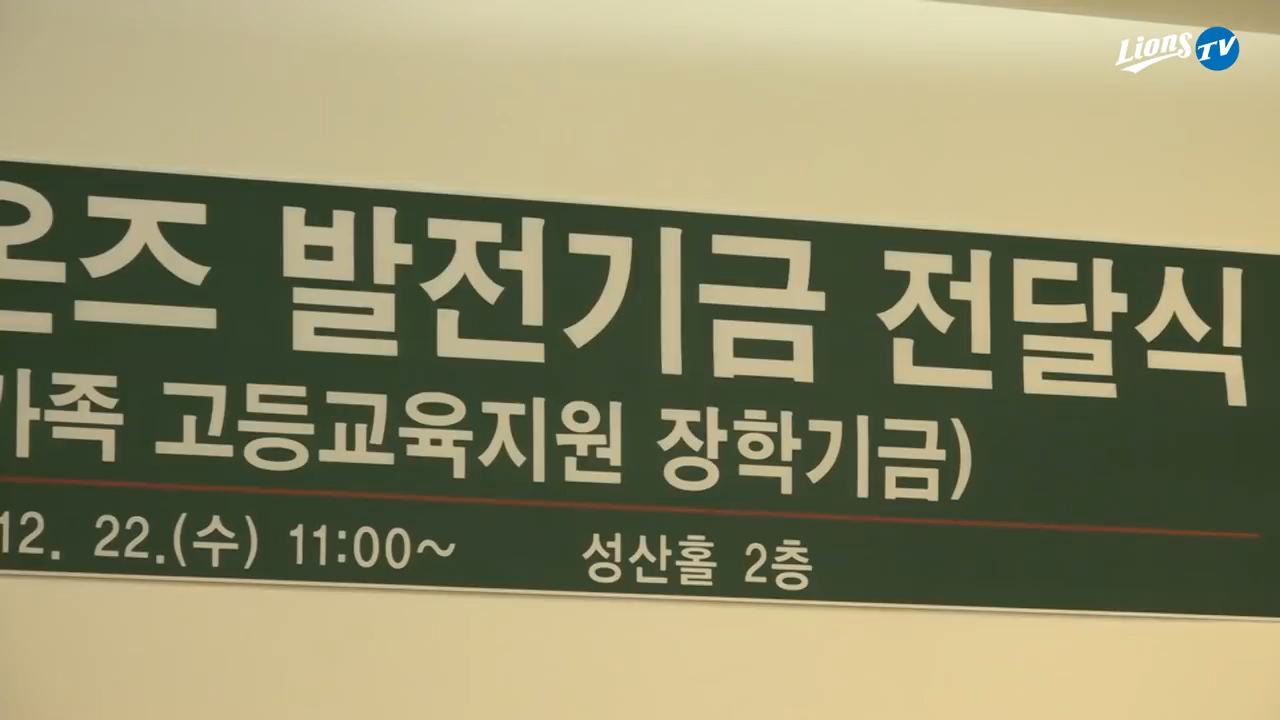 Lions TV
온즈 발전기금 전달식
가족 고등교육지원 장학기금)
12. 22.(수) 11:00~ 성산홀 2층